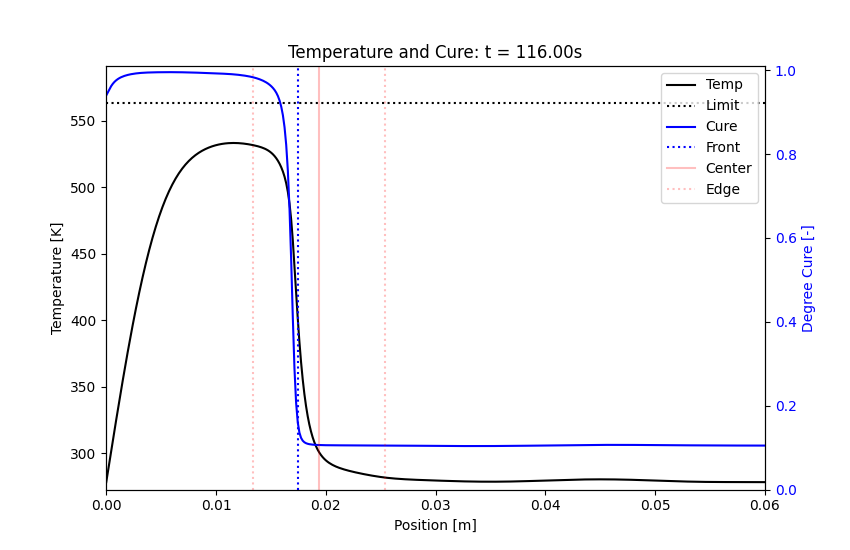 Temperature and Cure: t = 116.00s
Temperature [K]
550
500
450
400
350
300
Temp
Limit
Cure
Front
Center
Edge
1.0
0.8
0.6
0.4
0.2
0.0
Degree Cure [-]
0.00 0.01 0.02 0.03 0.04 0.05 0.06
Position [m]